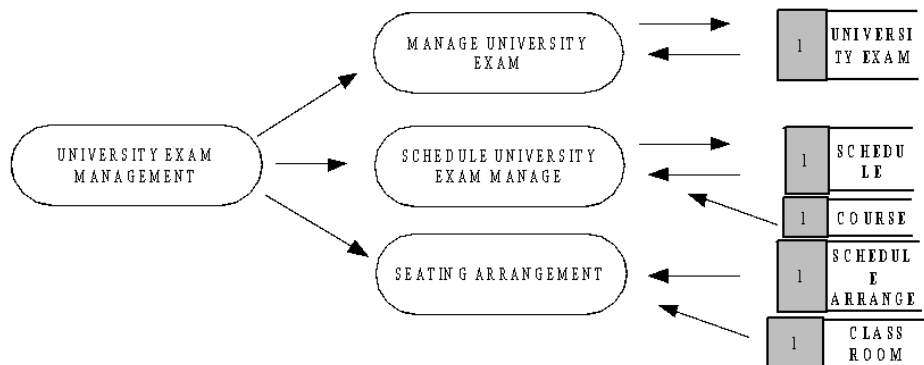 MANAGE UNIVERSITY
EXAM
1
UNIVERSI
TY EXAM
UNIVERSITY EXAM
MANAGEMENT
SCHEDULE UNIVERSITY
EXAM MANAGE
1
SCHEDU
LE
1
COURSE
SEATING ARRANGEMENT
1
SCHEDUL
E
ARRANGE
1
CLASS
ROOM